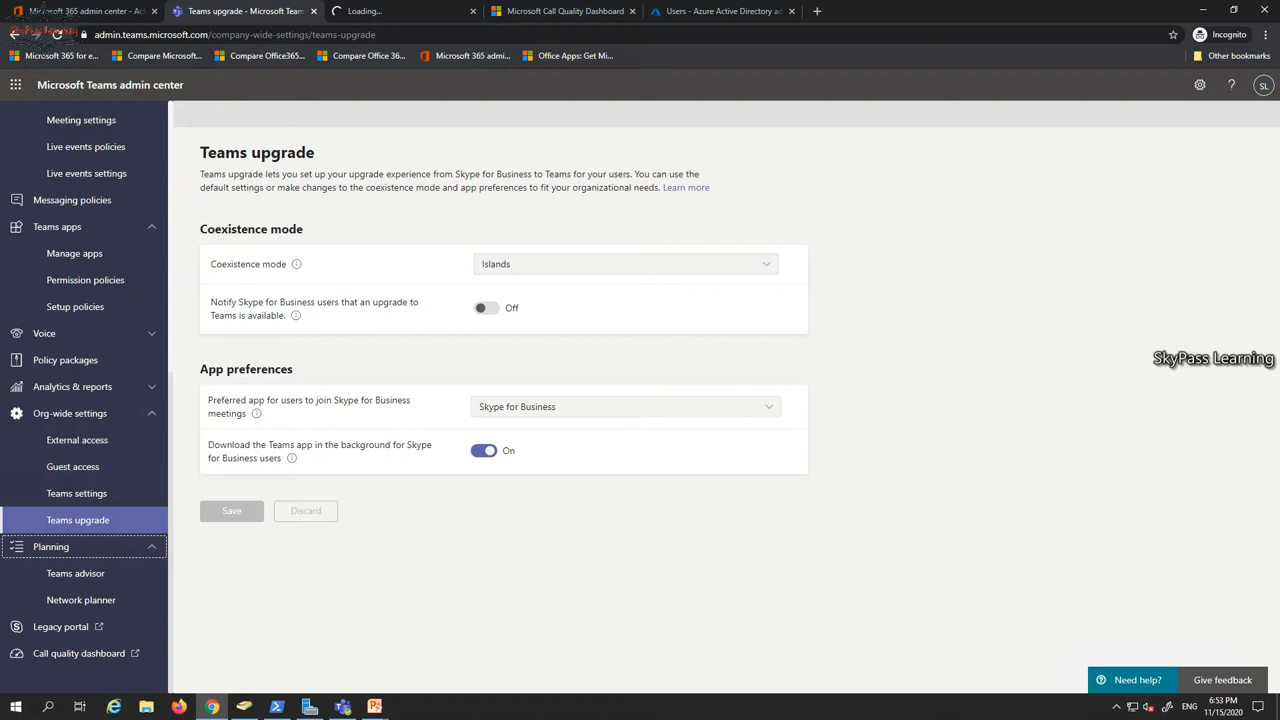 Microsoft 365 admin center - Ac
Teams upgrade - Microsoft Team
Loading...
Microsoft Call Quality Dashboard
Users - Azure Active Directory ad
admin.teams.microsoft.com/company-wide-settings/teams-upgrade
Incognito
Microsoft 365 for e...
Compare Microsoft...
Compare Office365...
Compare Office 36...
Microsoft 365 admi...
Office Apps: Get Mi...
Other bookmarks
Microsoft Teams admin center
SL
Meeting settings
Live events policies
Live events settings
Messaging policies
Teams apps
Manage apps
Permission policies
Setup policies
Voice
Policy packages
Analytics & reports
Org-wide settings
External access
Guest access
Teams settings
Teams upgrade
Planning
Teams advisor
Network planner
Legacy portal
Call quality dashboard
Teams upgrade
Teams upgrade lets you set up your upgrade experience from Skype for Business to Teams for your users. You can use the
default settings or make changes to the coexistence mode and app preferences to fit your organizational needs. Learn more
Coexistence mode
Coexistence mode
Islands
Notify Skype for Business users that an upgrade to
Teams is available.
Off
App preferences
Preferred app for users to join Skype for Business
meetings
Skype for Business
Download the Teams app in the background for Skype
for Business users
On
Save
Discard
SkyPass Learning
Need help?
Give feedback
ENG
6:53 PM
11/15/2020